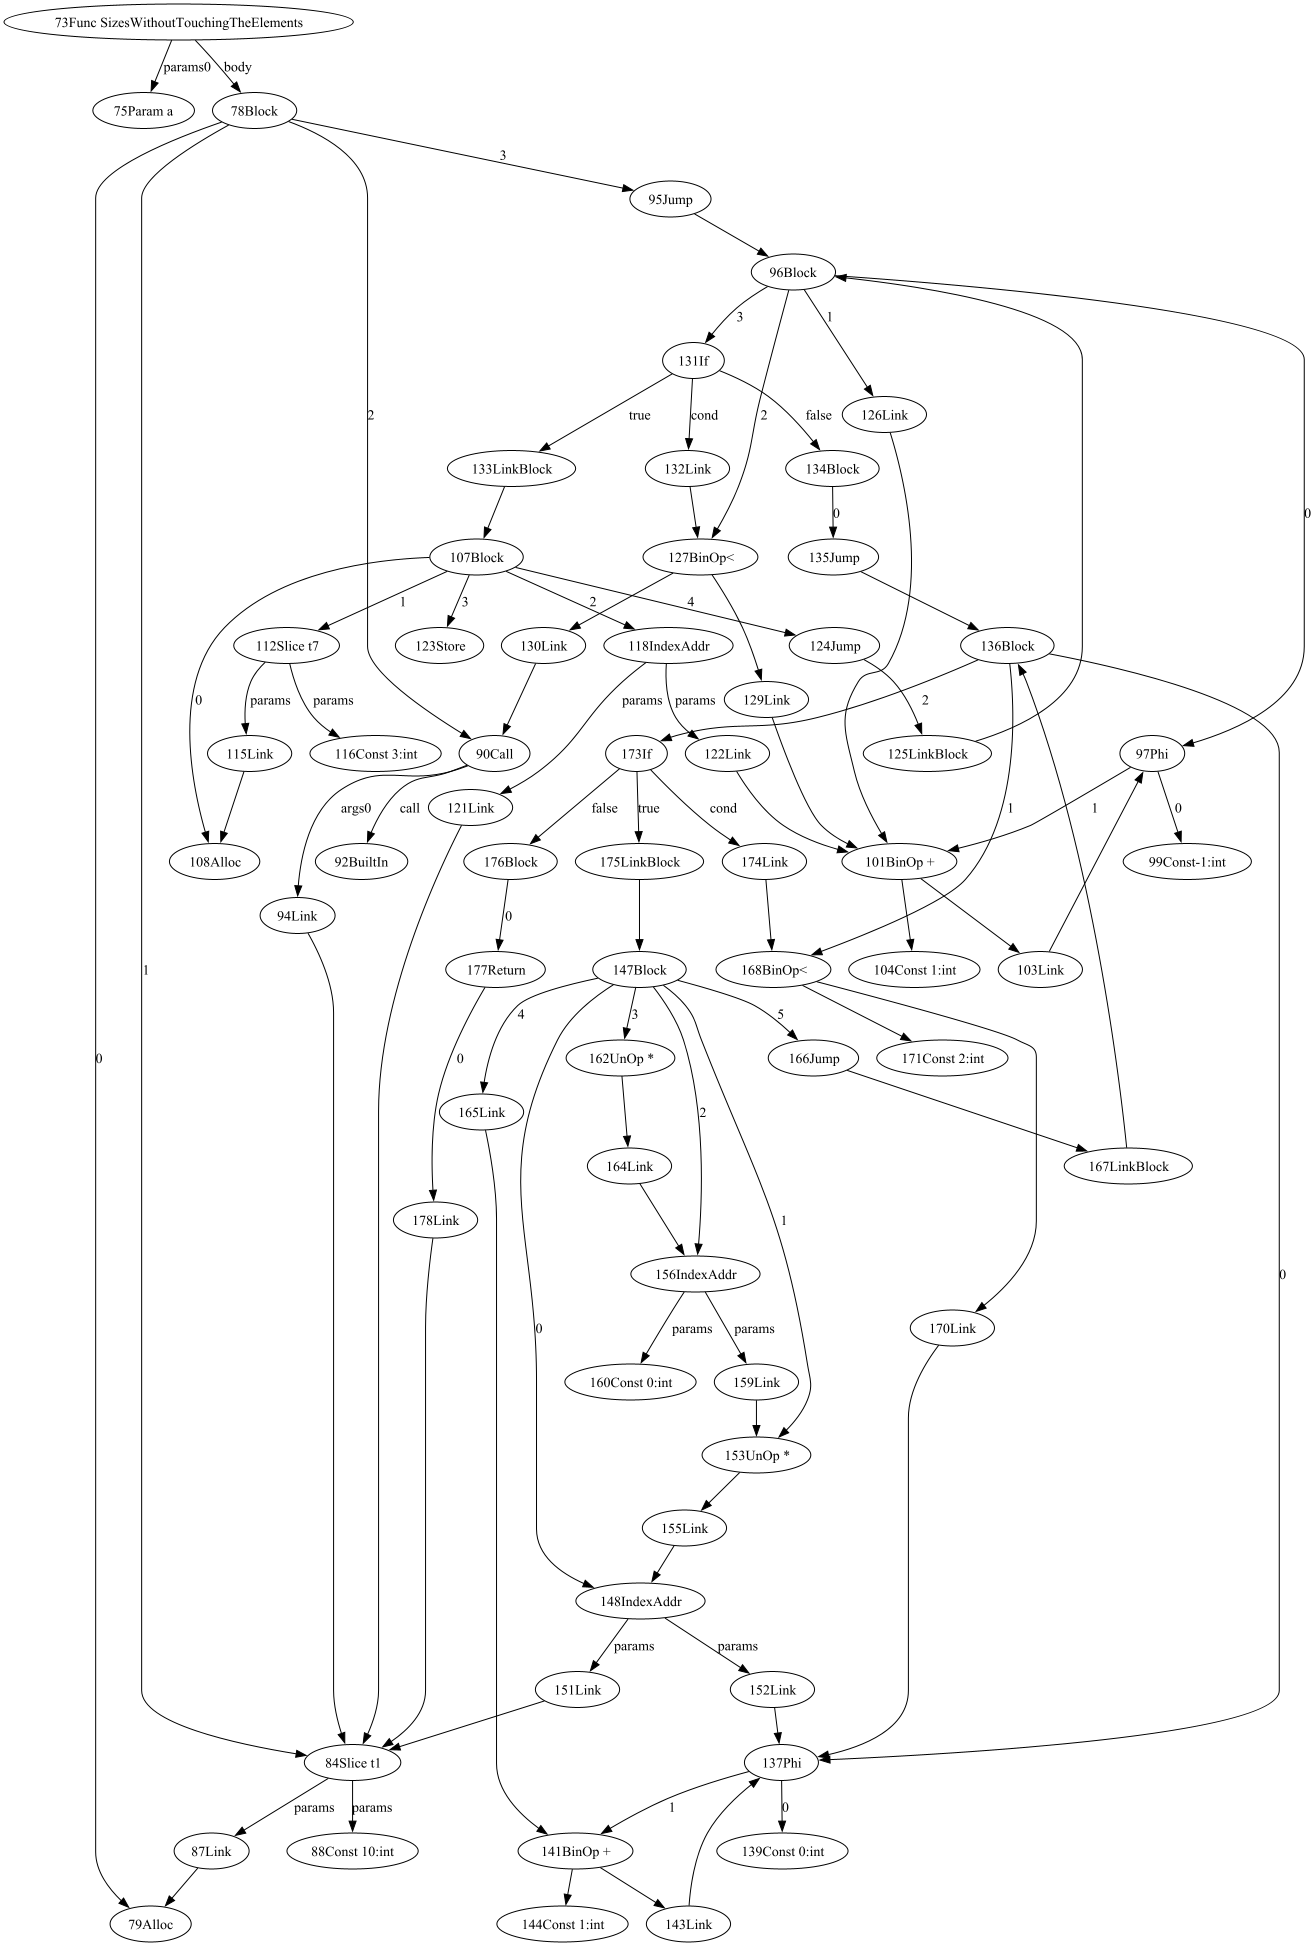 73Func SizesWithoutTouchingTheElements
params0
body
75Param a
78Block
3
95Jump
96Block
3
1
131If
true
cond
2
false
126Link
2
133LinkBlock
132Link
134Block
0
0
107Block
127BinOp<
135Jump
1
3
2
4
112Slice t7
123Store
130Link
118IndexAddr
124Jump
136Block
0
params
params
params
params
129Link
2
115Link
116Const 3:int
90Call
173If
122Link
125LinkBlock
97Phi
121Link
args0
call
false
true
cond
1
1
0
108Alloc
92BuiltIn
176Block
175LinkBlock
174Link
101BinOp +
99Const-1:int
94Link
0
1
177Return
147Block
168BinOp<
104Const 1:int
103Link
4
3
5
0
0
162UnOp *
166Jump
171Const 2:int
165Link
2
164Link
167LinkBlock
178Link
1
156IndexAddr
0
0
params
params
170Link
160Const 0:int
159Link
153UnOp *
155Link
148IndexAddr
params
params
151Link
152Link
84Slice t1
137Phi
params
params
1
0
87Link
88Const 10:int
141BinOp +
139Const 0:int
79Alloc
144Const 1:int
143Link